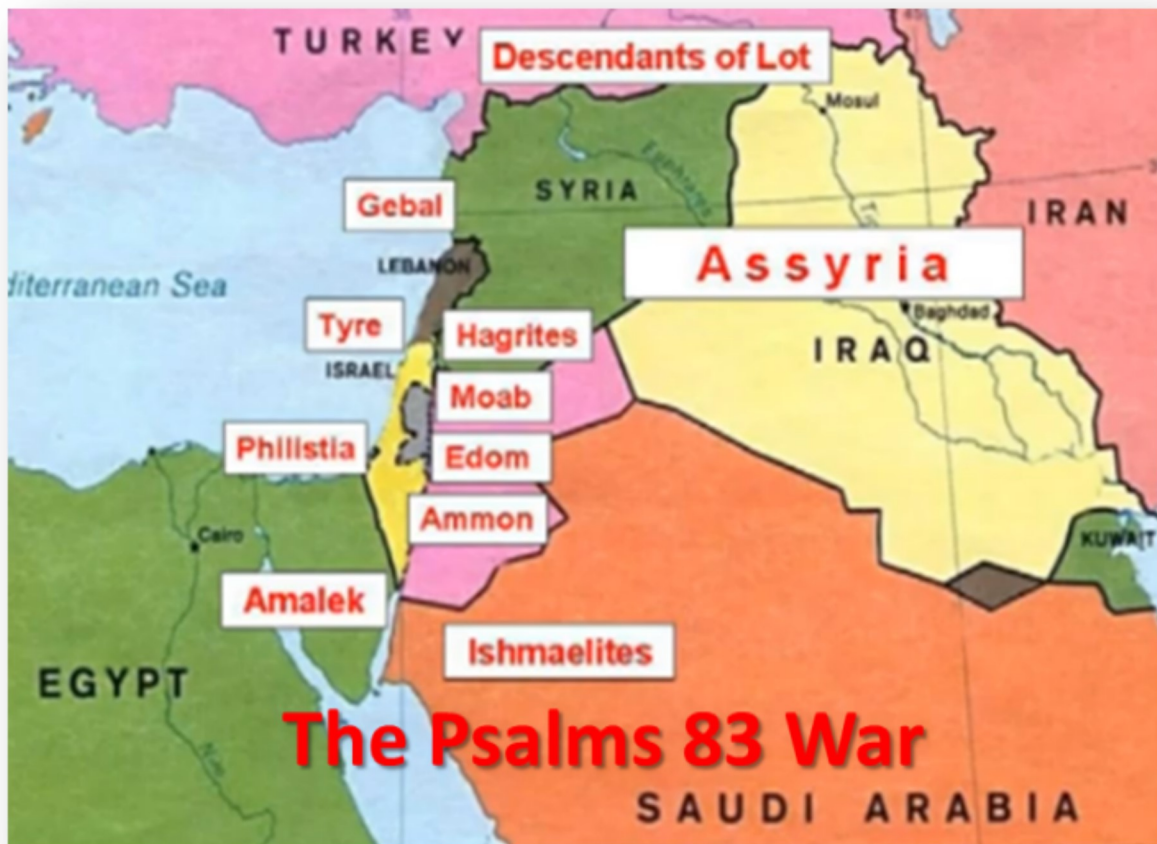 TURKEY
Descendants of Lot
Mosul
Euphrates
Gebal
SYRIA
IRAN
LEBANON
Assyria
diterranean Sea
Baghdad
Tyre
Hagrites
IRAQ
ISRAEL
Moab
Philistia
Edom
Ammon
Cairo
KUWAIT
Amalek
Ishmaelites
EGYPT
The Psalms 83 War
SAUDI ARABIA